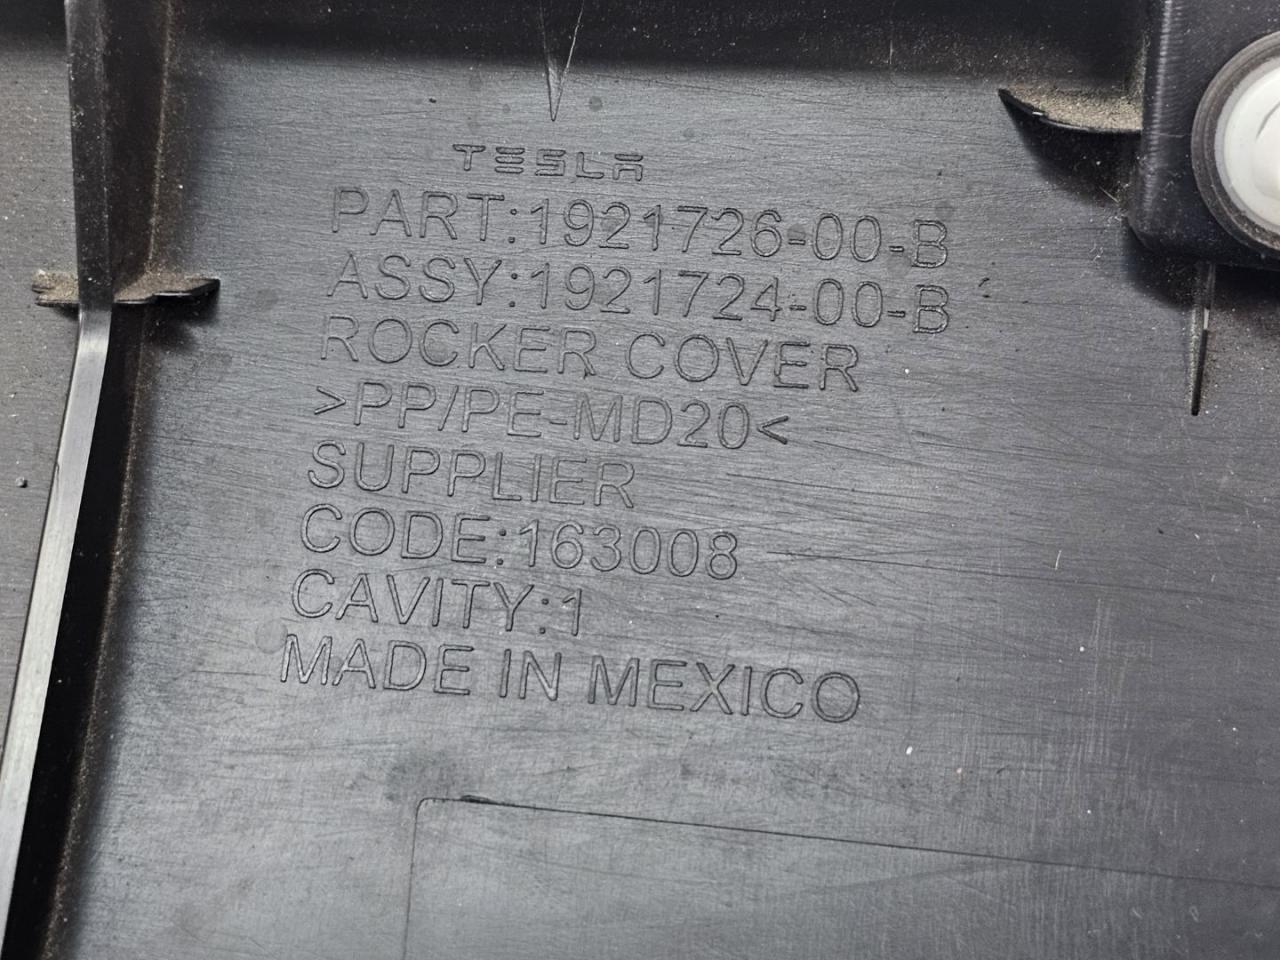 TESLA
PART:1921726-00-B
ASSY:1921724-00-B
ROCKER COVER
>PP/PE-MD20<
SUPPLIER
CODE:163008
CAVITY:1
MADE IN MEXICO